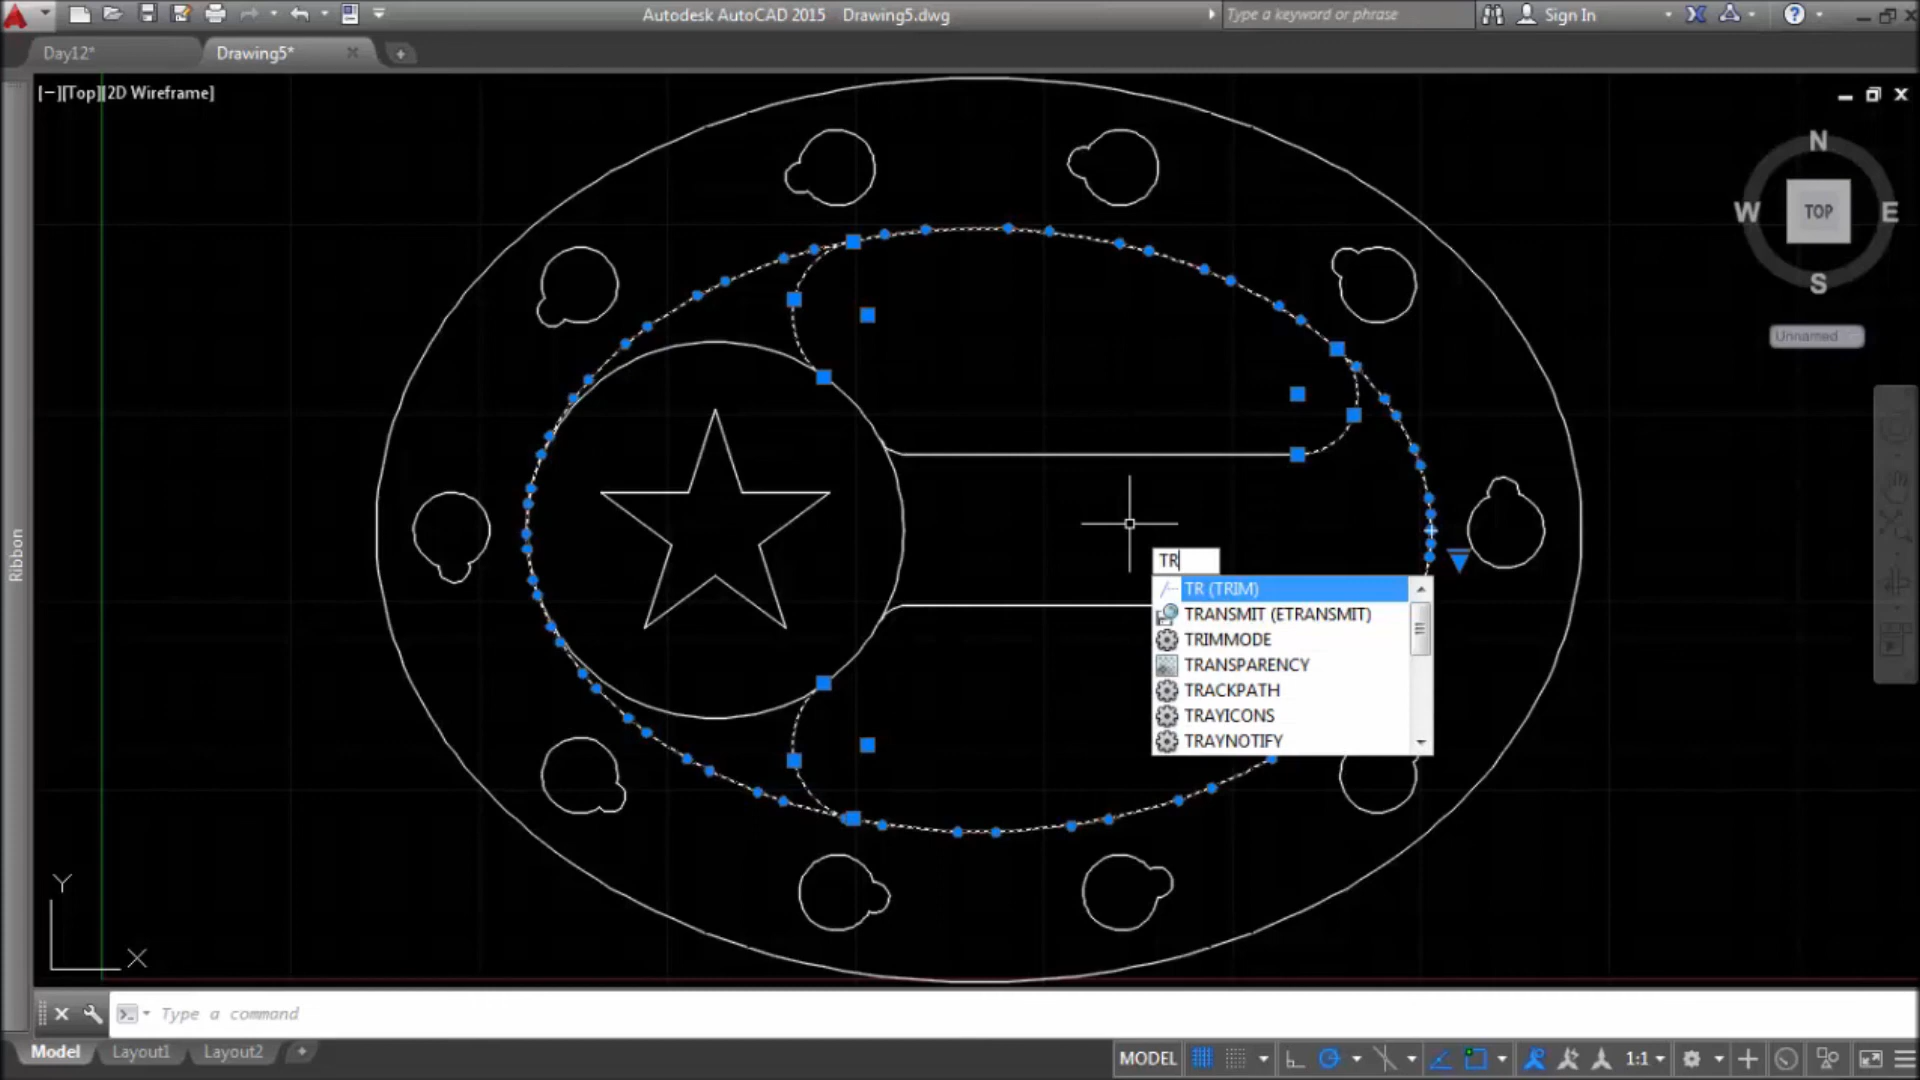 Autodesk AutoCAD 2015 Drawing5.dwg
Type a keyword or phrase
Sign In
Day12*
Drawing5*
[−][Top][2D Wireframe]
N
W
TOP
E
S
Unnamed
Ribbon
TR
TR (TRIM)
TRANSMIT (ETRANSMIT)
TRIMMODE
TRANSPARENCY
TRACKPATH
TRAYICONS
TRAYNOTIFY
Y
X
Type a command
Model Layout1 Layout2 +
MODEL 1:1